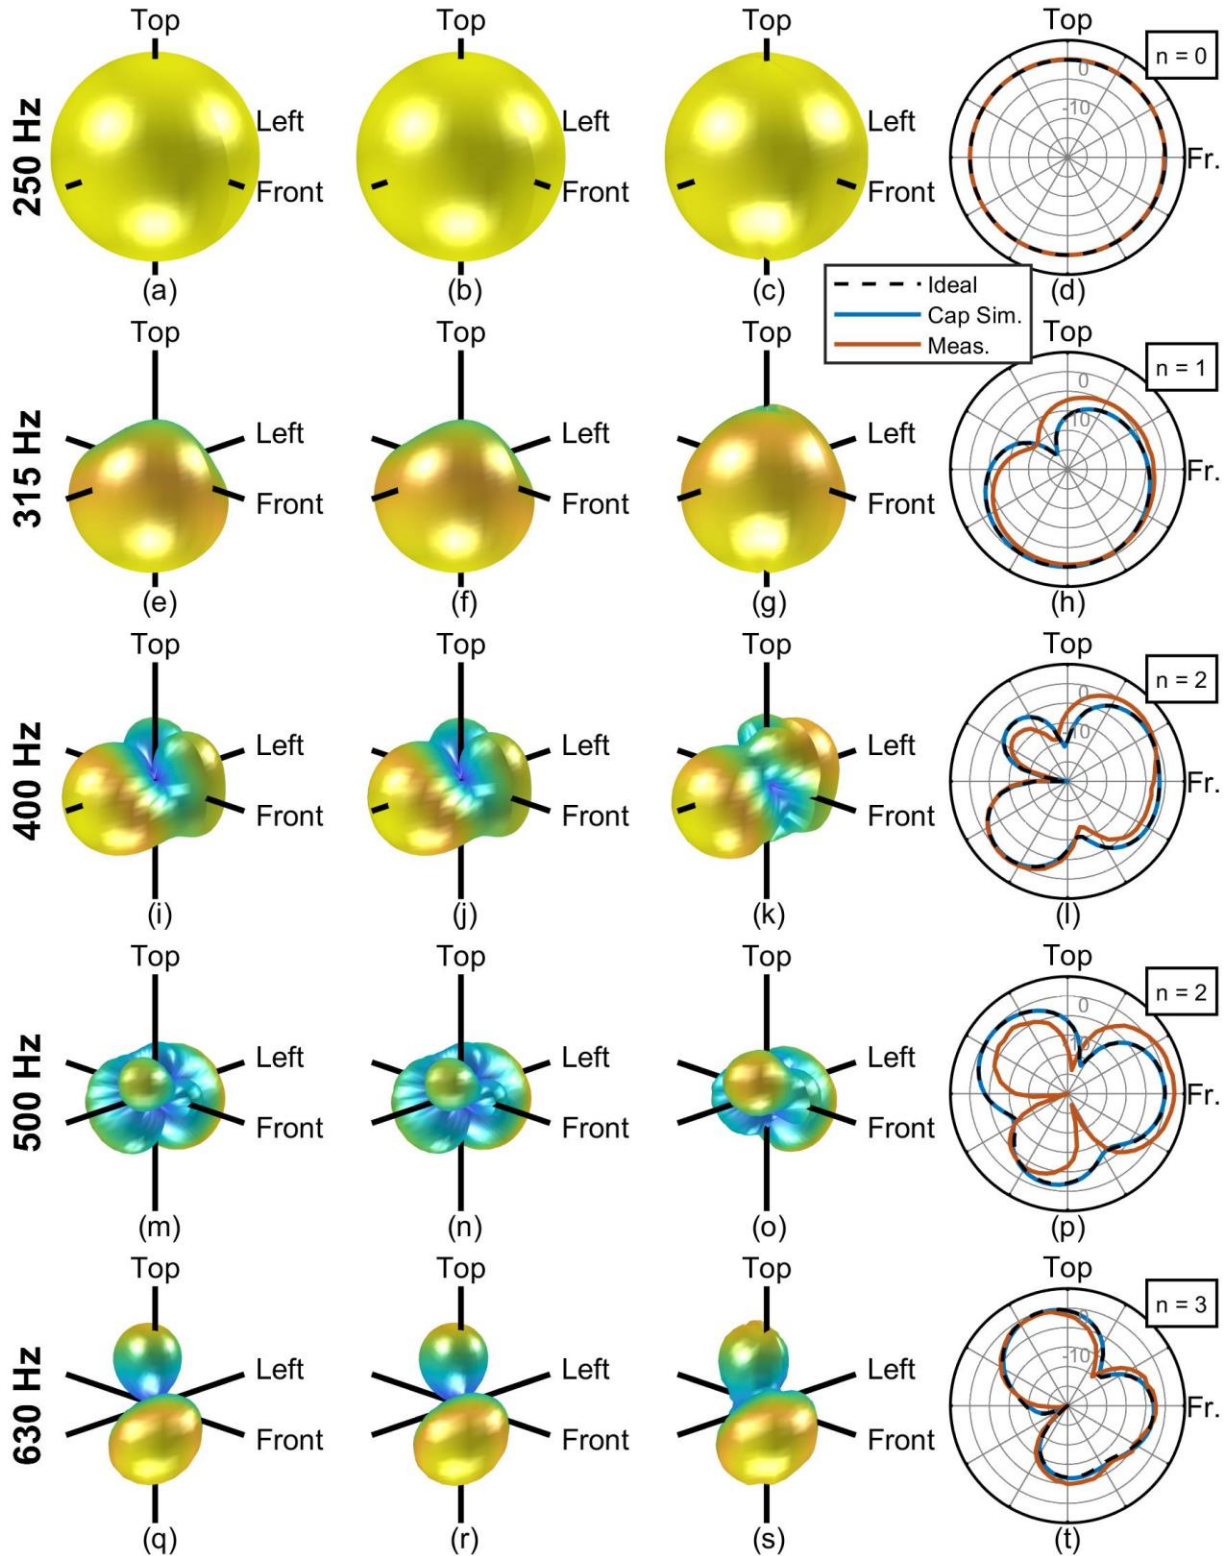 Top Top Top Top
n = 0
250 Hz
Left Left Left
0
-10
Front Front Front Fr.
(a) (b) (c) (d)
Ideal
Cap Sim.
Meas.
Top Top Top Top
n = 1
315 Hz
0
10
Left Left Left
Front Front Front Fr.
(e) (f) (g) (h)
Top Top Top Top
n = 2
400 Hz
0
-10
Left Left Left
Front Front Front Fr.
(i) (j) (k) (l)
Top Top Top Top
n = 2
500 Hz
0
10
Left Left Left
Front Front Front Fr.
(m) (n) (o) (p)
Top Top Top Top
n = 3
630 Hz
-10
Left Left Left
Front Front Front Fr.
(q) (r) (s) (t)